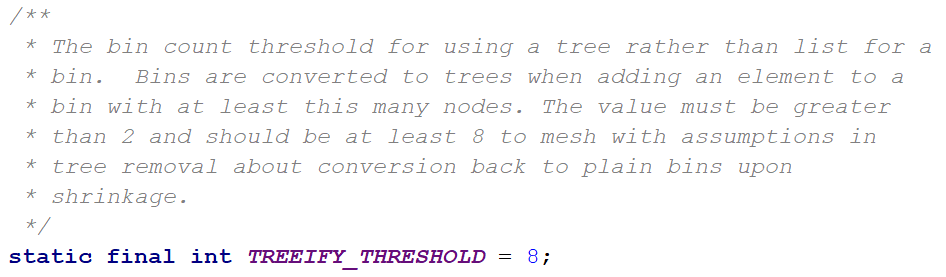 /**
* The bin count threshold for using a tree rather than list for a
* bin.  Bins are converted to trees when adding an element to a
* bin with at least this many nodes. The value must be greater
* than 2 and should be at least 8 to mesh with assumptions in
* tree removal about conversion back to plain bins upon
* shrinkage.
*/
static final int TREEIFY_THRESHOLD = 8;